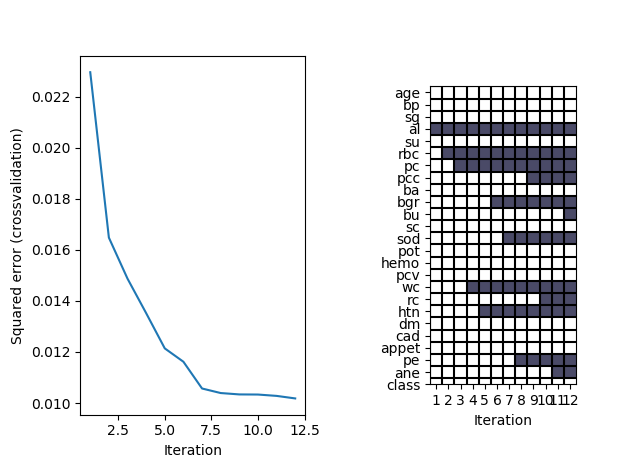 Squared error (crossvalidation)
0.022
0.020
0.018
0.016
0.014
0.012
0.010
2.5 5.0 7.5 10.0 12.5
Iteration
age
bp
sg
al
su
rbc
pc
pcc
ba
bgr
bu
sc
sod
pot
hemo
pcv
wc
rc
htn
dm
cad
appet
pe
ane
class
1 2 3 4 5 6 7 8 9 10 11 12
Iteration